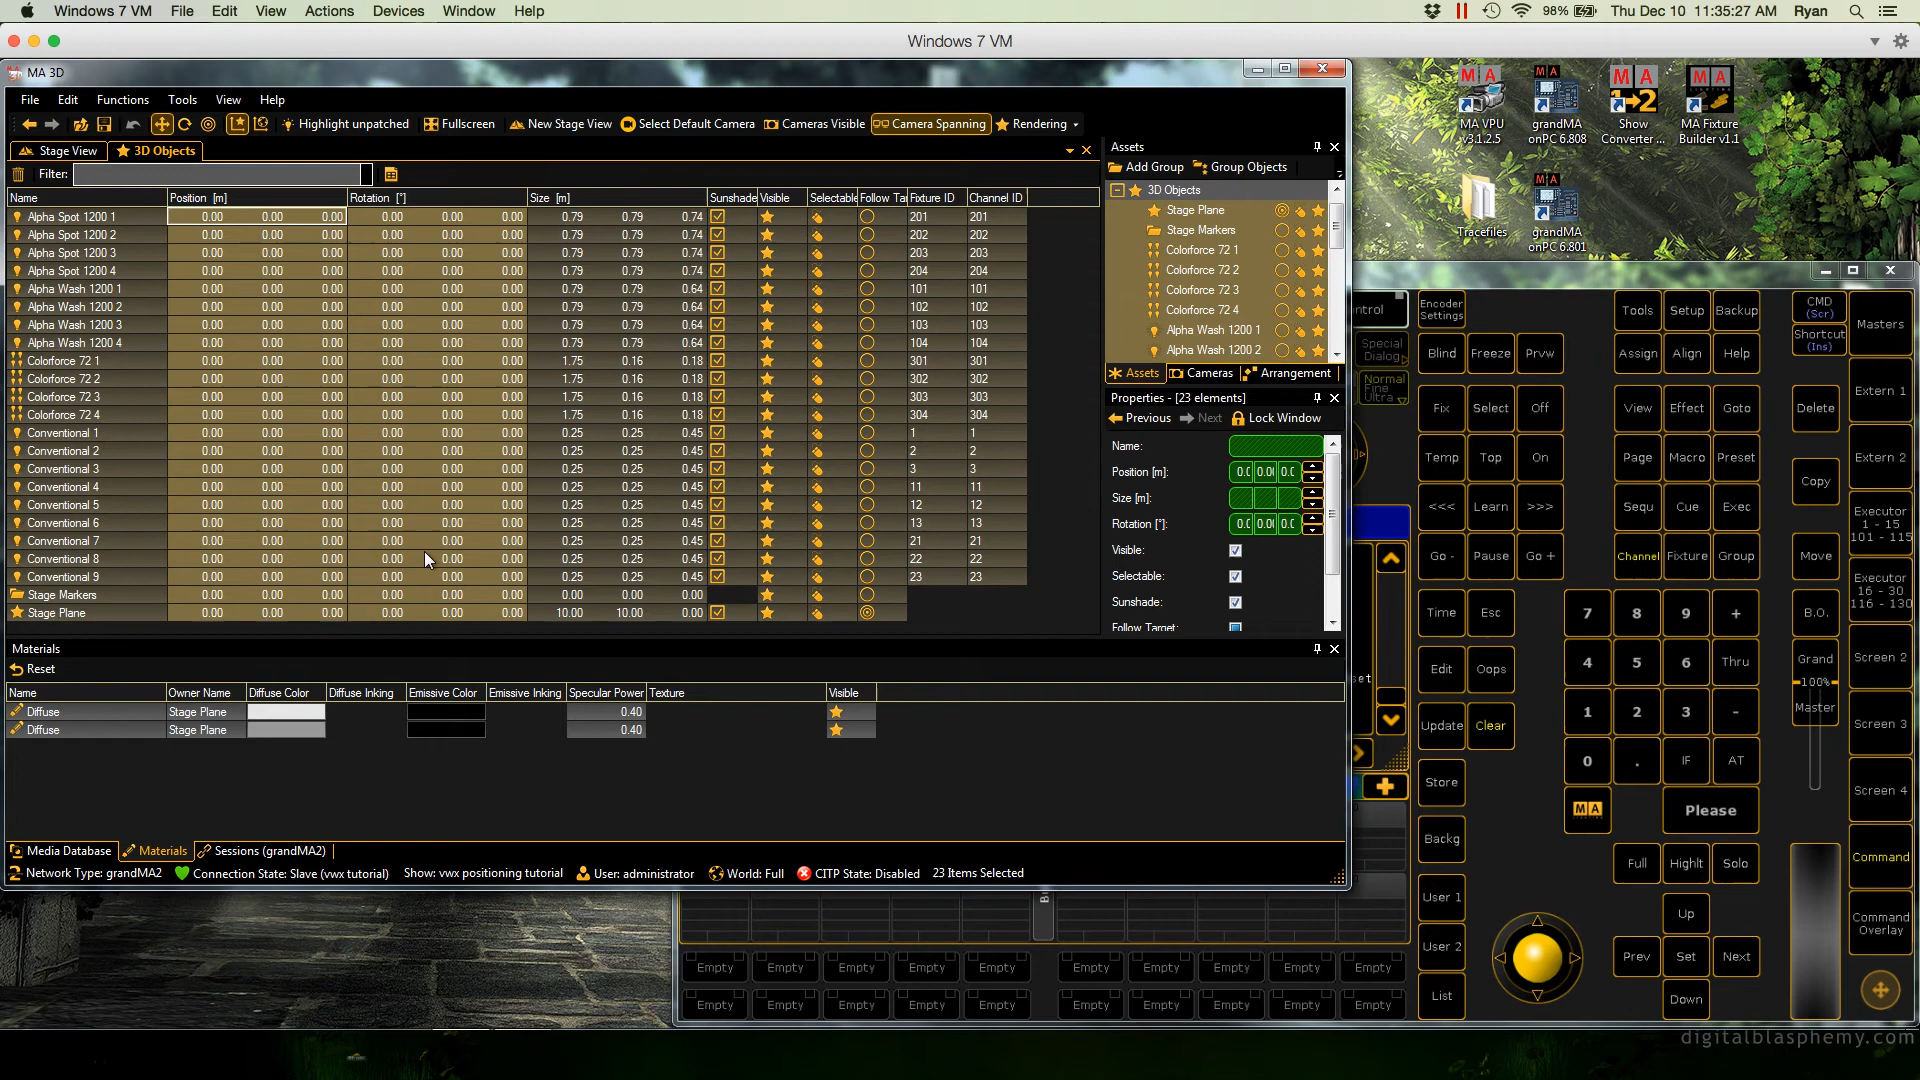 Windows 7 VM File Edit View Actions Devices Window Help 98% Thu Dec 10 11:35:27 AM Ryan
Windows 7 VM
MA 3D
File Edit Functions Tools View Help
Highlight unpatched Fullscreen New Stage View Select Default Camera Cameras Visible Camera Spanning Rendering
Stage View 3D Objects
Filter:
Name Position [m] Rotation [°] Size [m] Sunshade Visible Selectable Follow Tar Fixture ID Channel ID
Alpha Spot 1200 1 0.00 0.00 0.00 0.00 0.00 0.00 0.79 0.79 0.74 201 201
Alpha Spot 1200 2 0.00 0.00 0.00 0.00 0.00 0.00 0.79 0.79 0.74 202 202
Alpha Spot 1200 3 0.00 0.00 0.00 0.00 0.00 0.00 0.79 0.79 0.74 203 203
Alpha Spot 1200 4 0.00 0.00 0.00 0.00 0.00 0.00 0.79 0.79 0.74 204 204
Alpha Wash 1200 1 0.00 0.00 0.00 0.00 0.00 0.00 0.79 0.79 0.64 101 101
Alpha Wash 1200 2 0.00 0.00 0.00 0.00 0.00 0.00 0.79 0.79 0.64 102 102
Alpha Wash 1200 3 0.00 0.00 0.00 0.00 0.00 0.00 0.79 0.79 0.64 103 103
Alpha Wash 1200 4 0.00 0.00 0.00 0.00 0.00 0.00 0.79 0.79 0.64 104 104
Colorforce 72 1 0.00 0.00 0.00 0.00 0.00 0.00 1.75 0.16 0.18 301 301
Colorforce 72 2 0.00 0.00 0.00 0.00 0.00 0.00 1.75 0.16 0.18 302 302
Colorforce 72 3 0.00 0.00 0.00 0.00 0.00 0.00 1.75 0.16 0.18 303 303
Colorforce 72 4 0.00 0.00 0.00 0.00 0.00 0.00 1.75 0.16 0.18 304 304
Conventional 1 0.00 0.00 0.00 0.00 0.00 0.00 0.25 0.25 0.45 1 1
Conventional 2 0.00 0.00 0.00 0.00 0.00 0.00 0.25 0.25 0.45 2 2
Conventional 3 0.00 0.00 0.00 0.00 0.00 0.00 0.25 0.25 0.45 3 3
Conventional 4 0.00 0.00 0.00 0.00 0.00 0.00 0.25 0.25 0.45 11 11
Conventional 5 0.00 0.00 0.00 0.00 0.00 0.00 0.25 0.25 0.45 12 12
Conventional 6 0.00 0.00 0.00 0.00 0.00 0.00 0.25 0.25 0.45 13 13
Conventional 7 0.00 0.00 0.00 0.00 0.00 0.00 0.25 0.25 0.45 21 21
Conventional 8 0.00 0.00 0.00 0.00 0.00 0.00 0.25 0.25 0.45 22 22
Conventional 9 0.00 0.00 0.00 0.00 0.00 0.00 0.25 0.25 0.45 23 23
Stage Markers 0.00 0.00 0.00 0.00 0.00 0.00 0.00 0.00 0.00
Stage Plane 0.00 0.00 0.00 0.00 0.00 0.00 10.00 10.00 0.00
Assets
Add Group Group Objects
3D Objects
Stage Plane
Stage Markers
Colorforce 72 1
Colorforce 72 2
Colorforce 72 3
Colorforce 72 4
Alpha Wash 1200 1
Alpha Wash 1200 2
Assets Cameras Arrangement
Properties - [23 elements]
Previous Next Lock Window
Name:
Position [m]: 0.0 0.0 0.0
Size [m]:
Rotation [°]: 0.0 0.0 0.0
Visible:
Selectable:
Sunshade:
Follow Target:
Materials
Reset
Name Owner Name Diffuse Color Diffuse Inking Emissive Color Emissive Inking Specular Power Texture Visible
Diffuse Stage Plane 0.40
Diffuse Stage Plane 0.40
Media Database Materials Sessions (grandMA2)
Network Type: grandMA2 Connection State: Slave (vwx tutorial) Show: vwx positioning tutorial User: administrator World: Full CITP State: Disabled 23 Items Selected
MA VPU v3.1.2.5
grandMA onPC 6.808
Show Converter ...
MA Fixture Builder v1.1
Tracefiles
grandMA onPC 6.801
ntrol
Special Dialog
Normal Fine Ultra
Encoder Settings Tools Setup Backup CMD (Scr) Masters
Shortcut (Ins)
Blind Freeze Prvw Assign Align Help
Extern 1
Fix Select Off View Effect Goto Delete
Temp Top On Page Macro Preset Extern 2
Copy
<<< Learn >>> Sequ Cue Exec Executor 1 - 15 101 - 115
Go - Pause Go + Channel Fixture Group Move
Executor 16 - 30 116 - 130
Time Esc 7 8 9 + B.O.
Edit Oops 4 5 6 Thru Grand 100% Master Screen 2
set
Update Clear 1 2 3 - Screen 3
Store 0 . IF AT Screen 4
MA Please
Backg Command
Full Highlt Solo
User 1 Up Command Overlay
User 2 Prev Set Next
List Down
Empty Empty Empty Empty Empty Empty Empty Empty Empty Empty
Empty Empty Empty Empty Empty Empty Empty Empty Empty Empty
digitalblasphemy.com